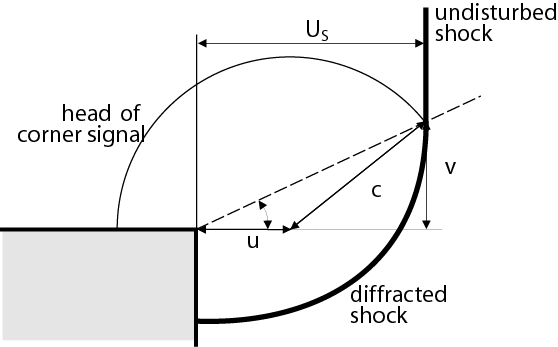 undisturbed
shock
U_S
head of
corner signal
v
c
u
diffracted
shock